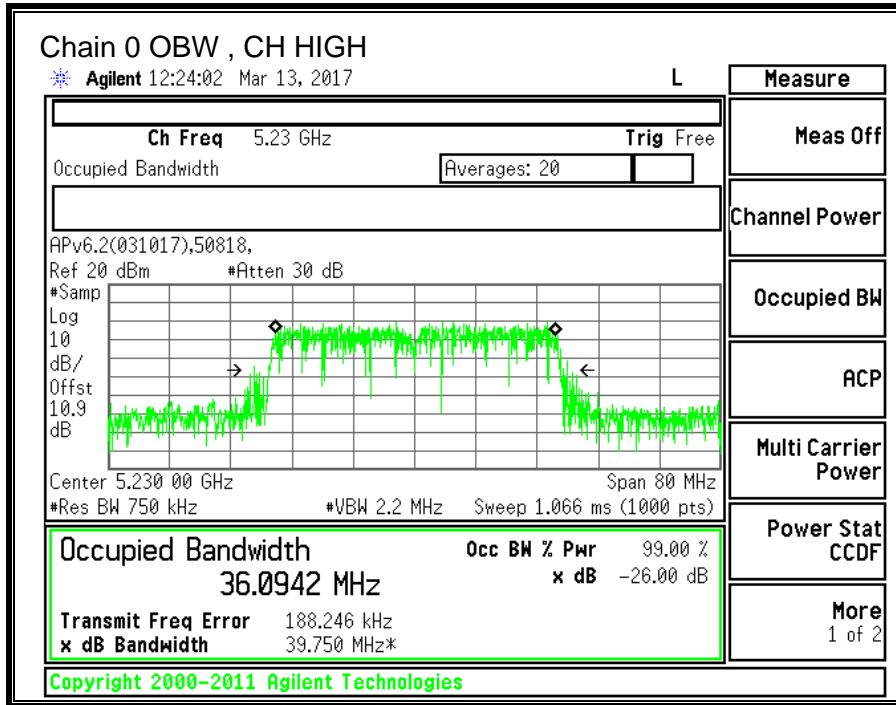 Chain 0 OBW , CH HIGH
Agilent 12:24:02 Mar 13, 2017 L
Measure
Ch Freq 5.23 GHz Trig Free
Meas Off
Occupied Bandwidth Averages: 20
Channel Power
APv6.2(031017),50818,
Ref 20 dBm #Atten 30 dB
#Samp
Log
10
dB/
Offst
10.9
dB
Occupied BW
ACP
Multi Carrier
Power
Center 5.230 00 GHz Span 80 MHz
#Res BW 750 kHz #VBW 2.2 MHz Sweep 1.066 ms (1000 pts)
Power Stat
CCDF
Occupied Bandwidth Occ BW % Pwr 99.00 %
36.0942 MHz x dB -26.00 dB
Transmit Freq Error 188.246 kHz
x dB Bandwidth 39.750 MHz*
More
1 of 2
Copyright 2000-2011 Agilent Technologies